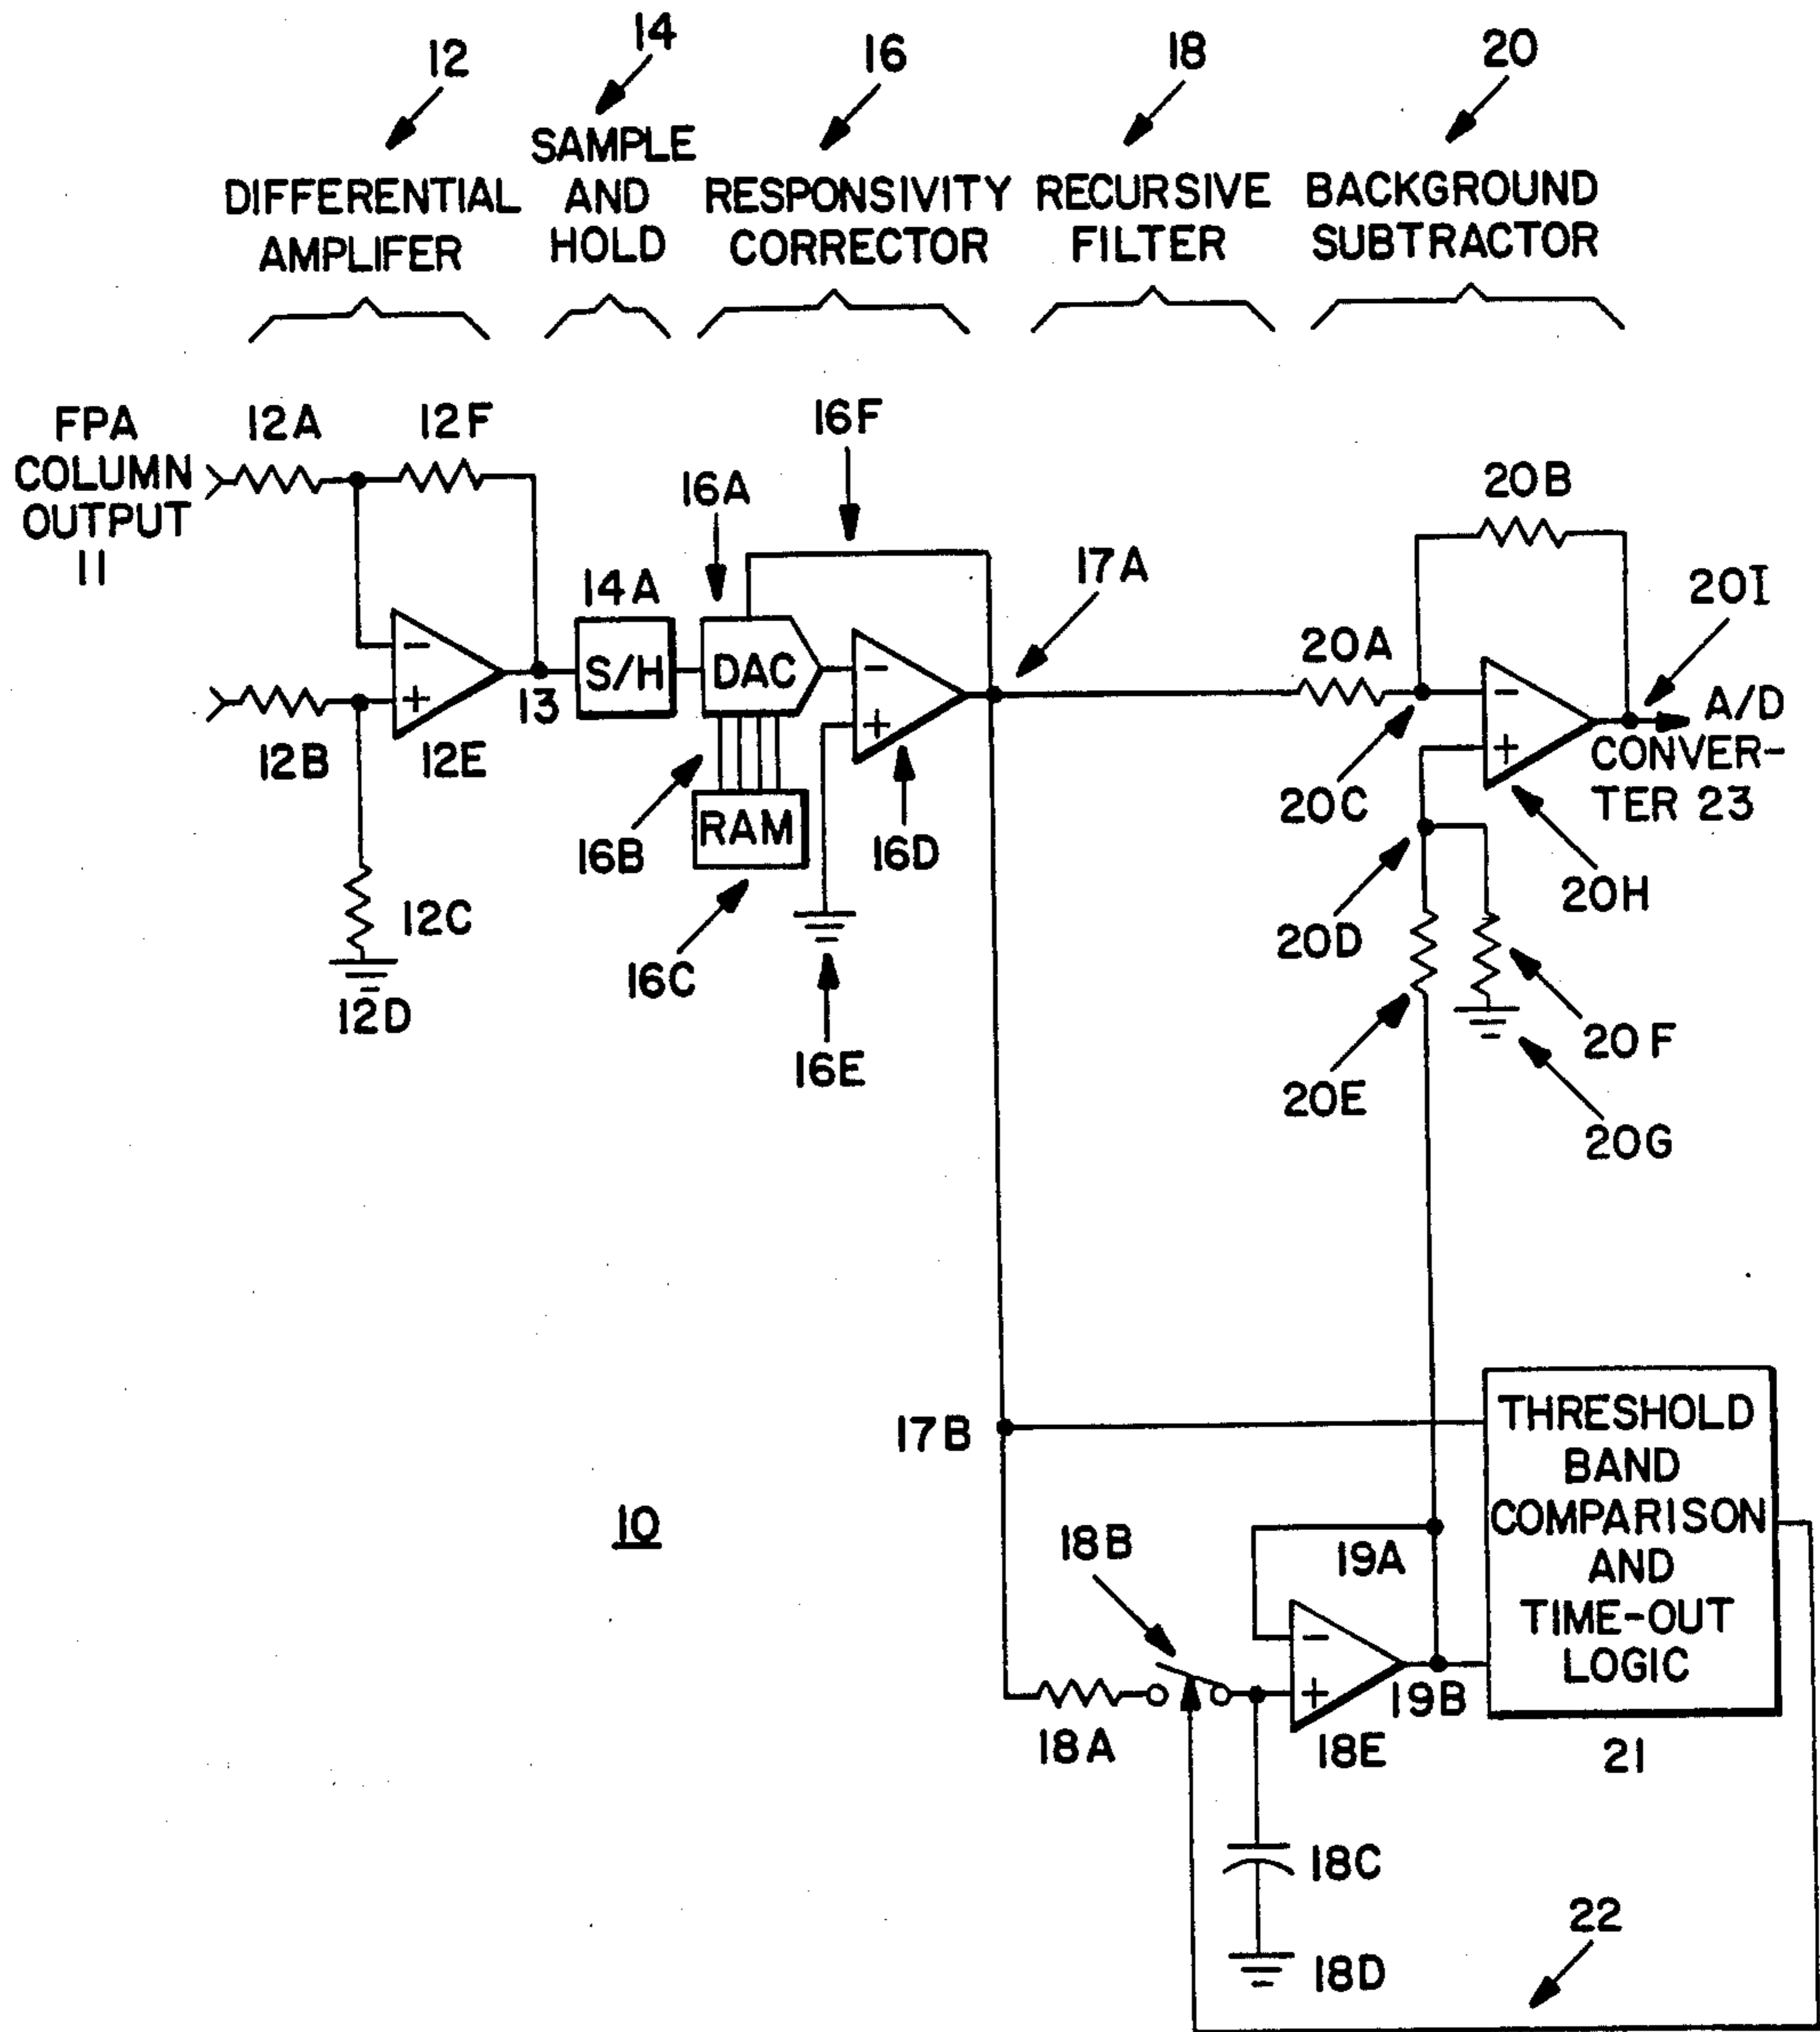 12
14
16
18
20
DIFFERENTIAL
AMPLIFER
SAMPLE
AND
HOLD
RESPONSIVITY
CORRECTOR
RECURSIVE
FILTER
BACKGROUND
SUBTRACTOR
FPA
COLUMN
OUTPUT
11
12A
12F
16A
16F
17A
20B
20I
14A
S/H
DAC
RAM
-
+
12B
12E
13
12C
12D
16B
16C
-
+
16D
16E
20A
20C
-
+
A/D
CONVER-
TER 23
20D
20H
20E
20F
20G
17B
10
18B
19A
-
+
18A
18E
19B
THRESHOLD
BAND
COMPARISON
AND
TIME-OUT
LOGIC
21
18C
18D
22